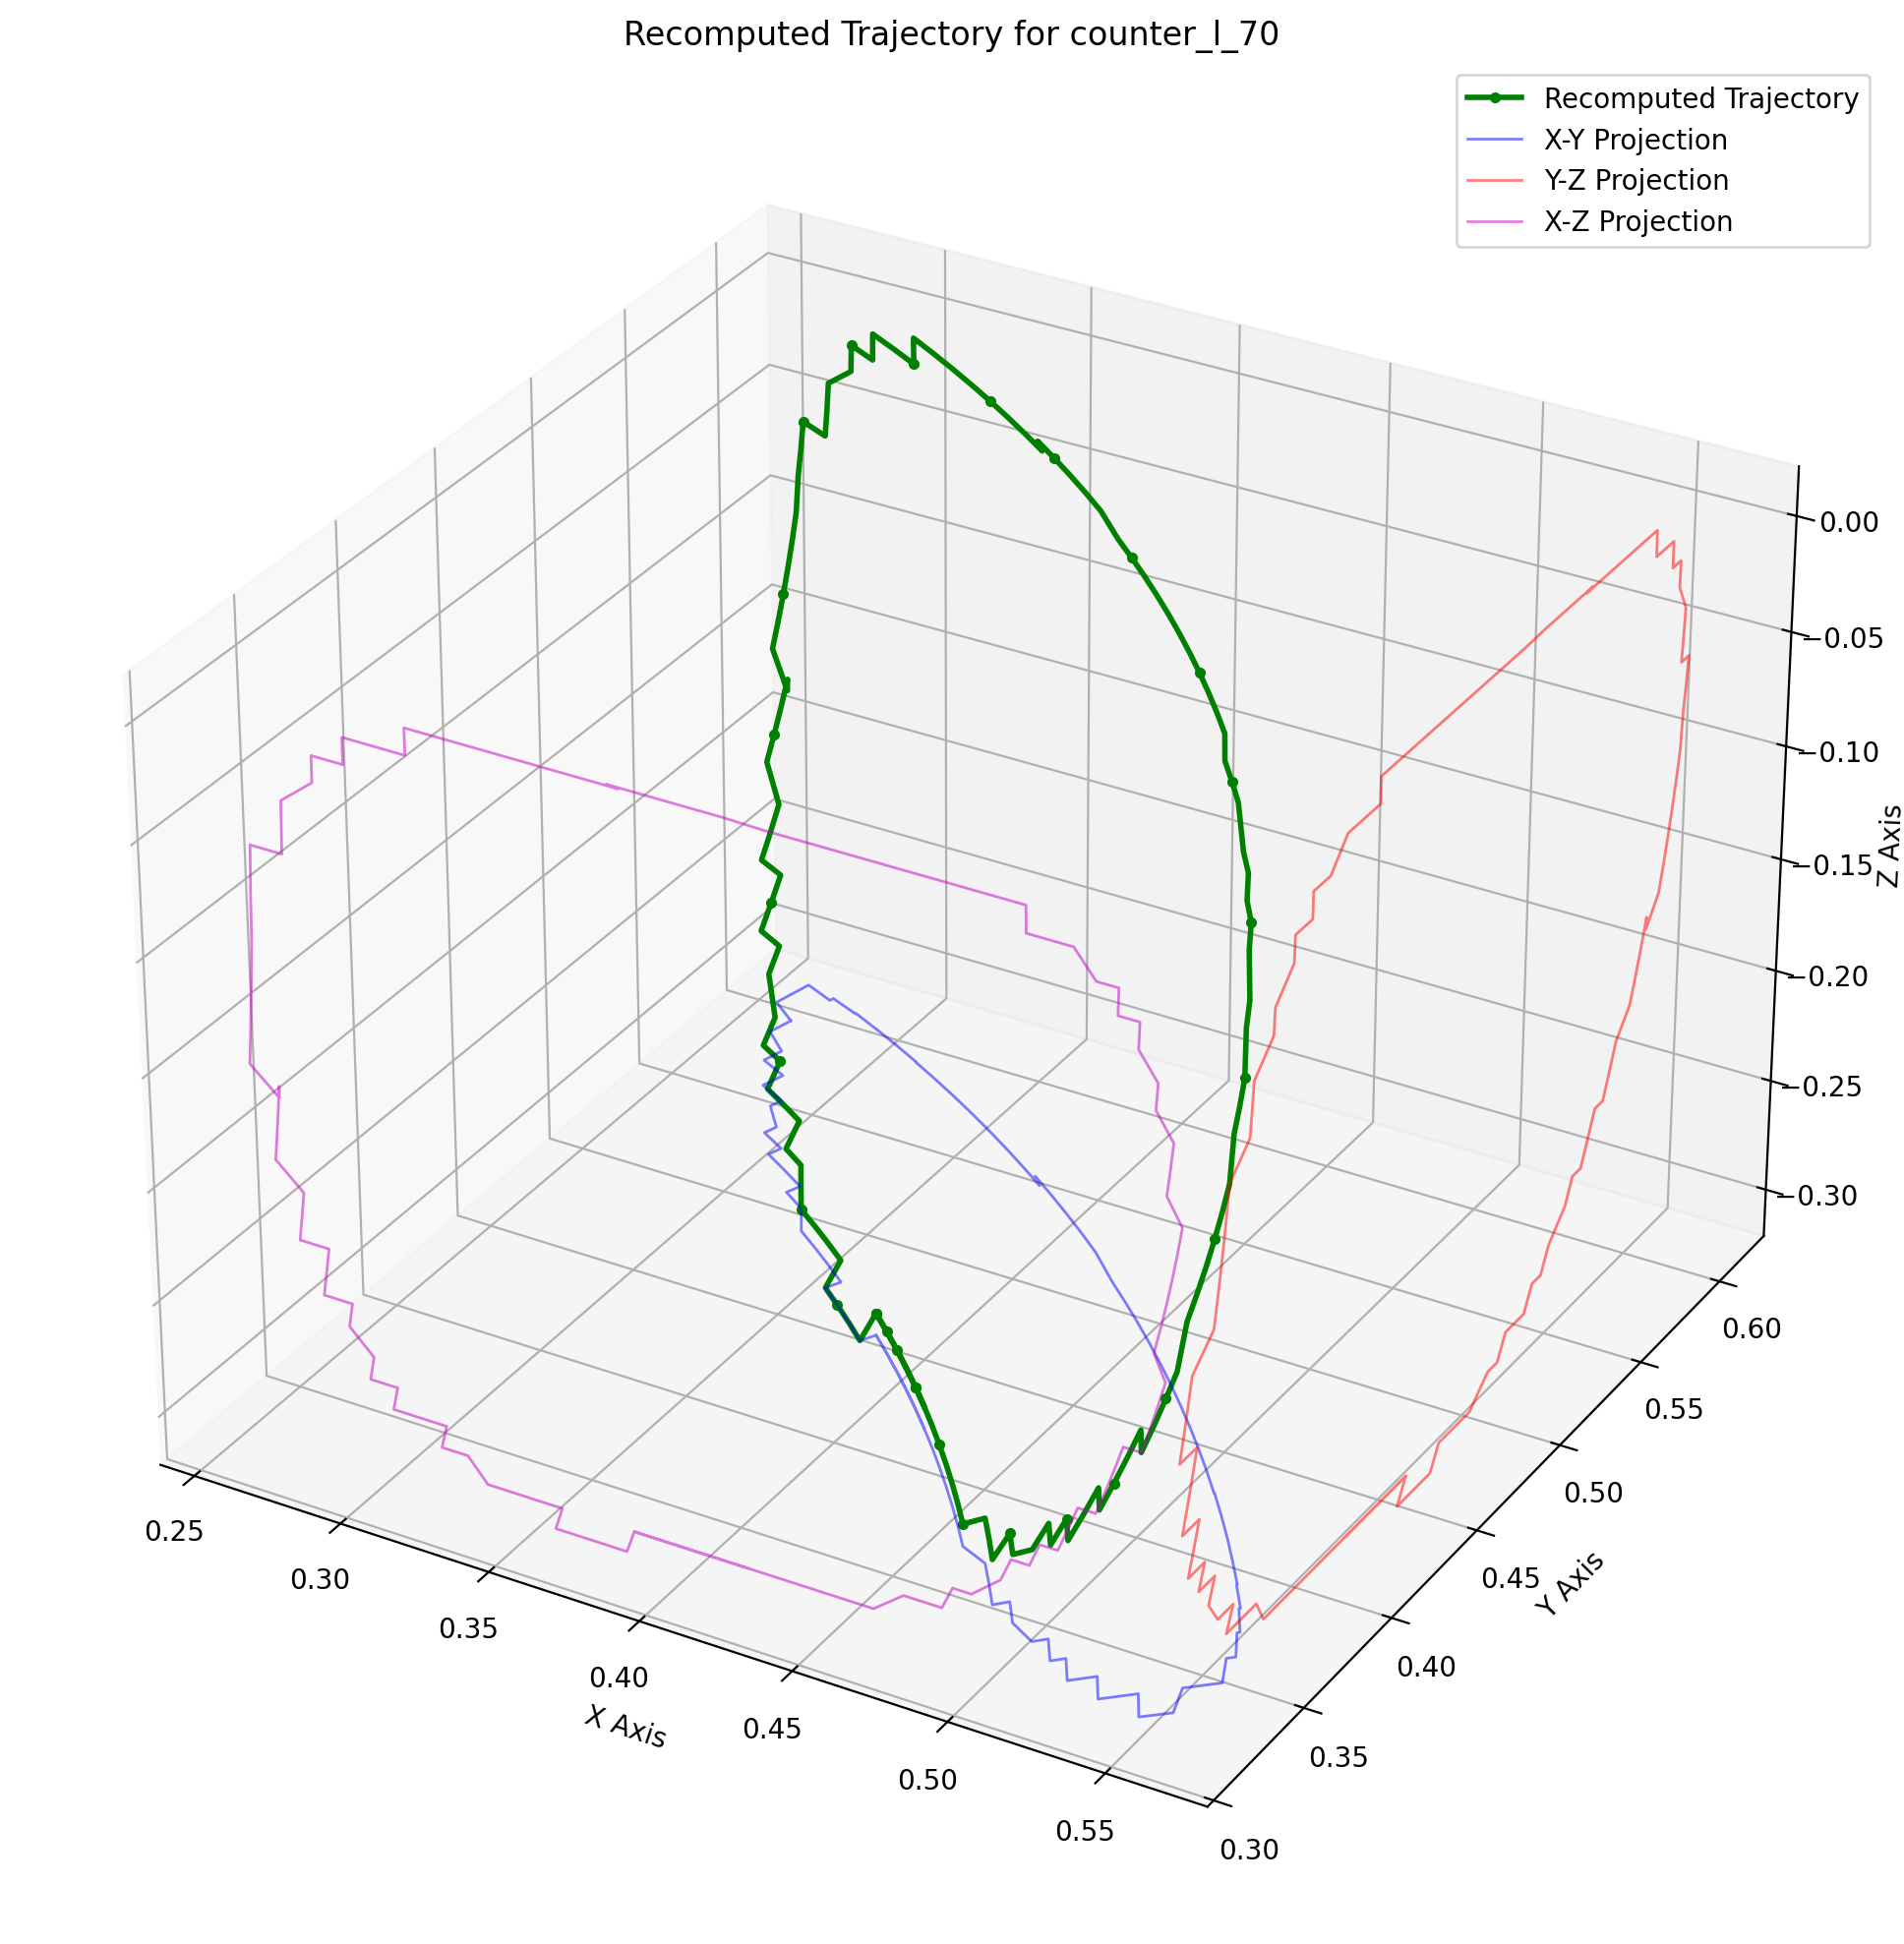 Recomputed Trajectory for counter_l_70
Recomputed Trajectory
X-Y Projection
Y-Z Projection
X-Z Projection
0.00
−0.05
−0.10
−0.15
−0.20
−0.25
−0.30
Z Axis
0.60
0.55
0.50
0.45
0.40
0.35
0.30
Y Axis
0.25
0.30
0.35
0.40
0.45
0.50
0.55
X Axis